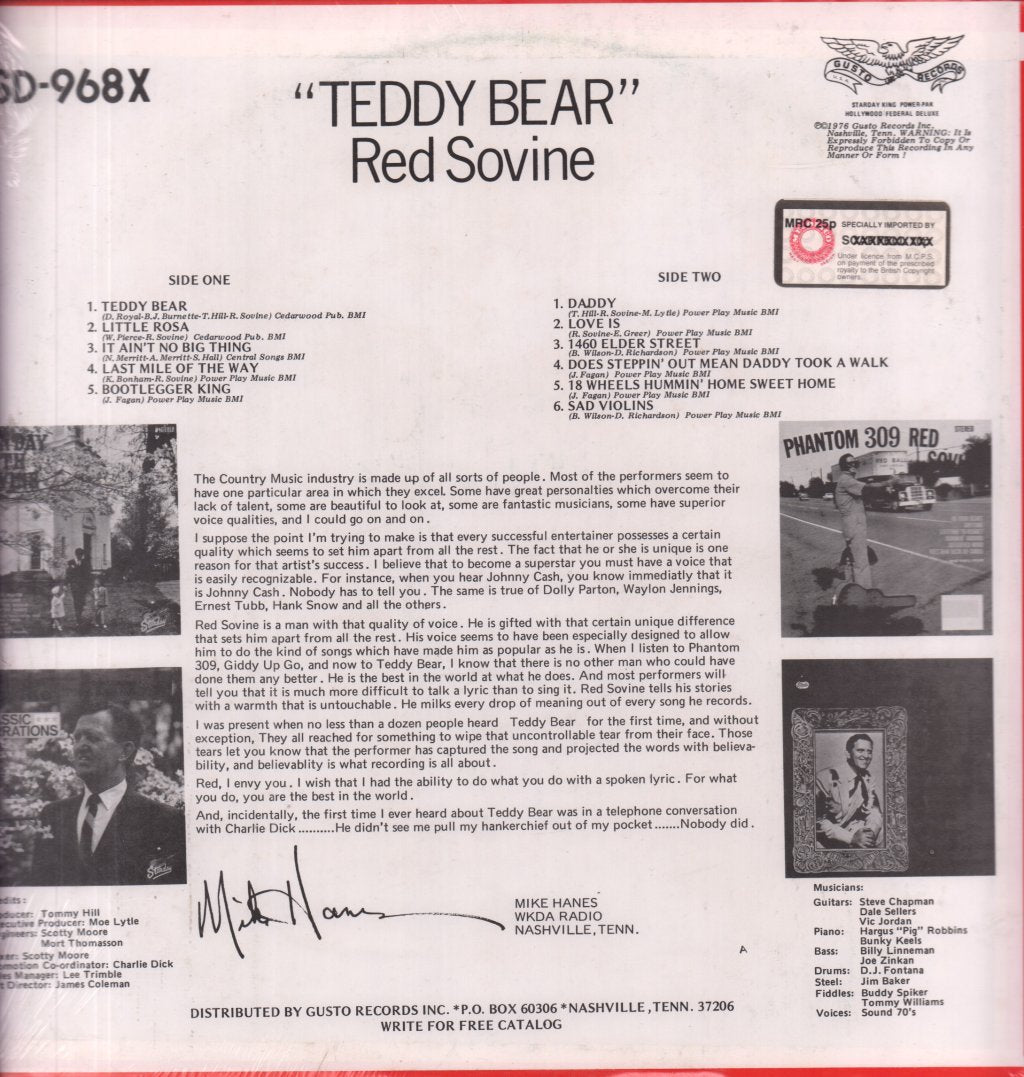 SD-968X
"TEDDY BEAR"
Red Sovine
GUSTO RECORDS
U.S.A.
STARDAY KING POWER-PAK
HOLLYWOOD FEDERAL DELUXE
℗©1976 Gusto Records Inc.
Nashville, Tenn. WARNING: It Is
Expressly Forbidden To Copy Or
Reproduce This Recording In Any
Manner Or Form !
MRC 25p SPECIALLY IMPORTED BY
Under licence from M.C.P.S.
on payment of the prescribed
royalty to the British Copyright
owners.
SIDE ONE
1. TEDDY BEAR
(D. Royal-B.J. Burnette-T.Hill-R. Sovine) Cedarwood Pub. BMI
2. LITTLE ROSA
(W. Pierce-R. Sovine) Cedarwood Pub. BMI
3. IT AIN'T NO BIG THING
(N. Merritt-A. Merritt-S. Hall) Central Songs BMI
4. LAST MILE OF THE WAY
(K. Bonham-R. Sovine) Power Play Music BMI
5. BOOTLEGGER KING
(J. Fagan) Power Play Music BMI
SIDE TWO
1. DADDY
(T. Hill-R. Sovine-M. Lytle) Power Play Music BMI
2. LOVE IS
(R. Sovine-E. Greer) Power Play Music BMI
3. 1460 ELDER STREET
(B. Wilson-D. Richardson) Power Play Music BMI
4. DOES STEPPIN' OUT MEAN DADDY TOOK A WALK
(J. Fagan) Power Play Music BMI
5. 18 WHEELS HUMMIN' HOME SWEET HOME
(J. Fagan) Power Play Music BMI
6. SAD VIOLINS
(B. Wilson-D. Richardson) Power Play Music BMI
PHANTOM 309 RED
STEREO
The Country Music industry is made up of all sorts of people. Most of the performers seem to
have one particular area in which they excel. Some have great personalties which overcome their
lack of talent, some are beautiful to look at, some are fantastic musicians, some have superior
voice qualities, and I could go on and on.
I suppose the point I'm trying to make is that every successful entertainer possesses a certain
quality which seems to set him apart from all the rest. The fact that he or she is unique is one
reason for that artist's success. I believe that to become a superstar you must have a voice that
is easily recognizable. For instance, when you hear Johnny Cash, you know immediatly that it
is Johnny Cash. Nobody has to tell you. The same is true of Dolly Parton, Waylon Jennings,
Ernest Tubb, Hank Snow and all the others.
Red Sovine is a man with that quality of voice. He is gifted with that certain unique difference
that sets him apart from all the rest. His voice seems to have been especially designed to allow
him to do the kind of songs which have made him as popular as he is. When I listen to Phantom
309, Giddy Up Go, and now to Teddy Bear, I know that there is no other man who could have
done them any better. He is the best in the world at what he does. And most performers will
tell you that it is much more difficult to talk a lyric than to sing it. Red Sovine tells his stories
with a warmth that is untouchable. He milks every drop of meaning out of every song he records.
I was present when no less than a dozen people heard Teddy Bear for the first time, and without
exception, They all reached for something to wipe that uncontrollable tear from their face. Those
tears let you know that the performer has captured the song and projected the words with believa-
bility, and believablity is what recording is all about.
Red, I envy you. I wish that I had the ability to do what you do with a spoken lyric. For what
you do, you are the best in the world.
And, incidentally, the first time I ever heard about Teddy Bear was in a telephone conversation
with Charlie Dick..........He didn't see me pull my hankerchief out of my pocket.......Nobody did.
Mike Hanes
MIKE HANES
WKDA RADIO
NASHVILLE, TENN.
A
edits:
oducer: Tommy Hill
ecutive Producer: Moe Lytle
gineers: Scotty Moore
Mort Thomasson
xer: Scotty Moore
omotion Co-ordinator: Charlie Dick
les Manager: Lee Trimble
t Director: James Coleman
Musicians:
Guitars: Steve Chapman
Dale Sellers
Vic Jordan
Piano: Hargus "Pig" Robbins
Bunky Keels
Bass: Billy Linneman
Joe Zinkan
Drums: D.J. Fontana
Steel: Jim Baker
Fiddles: Buddy Spiker
Tommy Williams
Voices: Sound 70's
DISTRIBUTED BY GUSTO RECORDS INC. *P.O. BOX 60306 *NASHVILLE, TENN. 37206
WRITE FOR FREE CATALOG